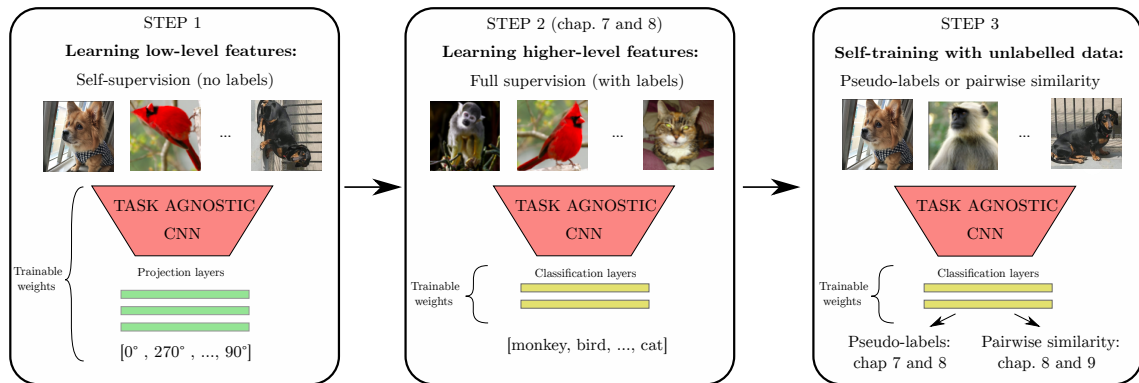 STEP 1
Learning low-level features:
Self-supervision (no labels)
...
TASK AGNOSTIC
CNN
Trainable
weights
Projection layers
[0° , 270° , ..., 90°]
STEP 2 (chap. 7 and 8)
Learning higher-level features:
Full supervision (with labels)
...
TASK AGNOSTIC
CNN
Trainable
weights
Classification layers
[monkey, bird, ..., cat]
STEP 3
Self-training with unlabelled data:
Pseudo-labels or pairwise similarity
...
TASK AGNOSTIC
CNN
Trainable
weights
Classification layers
Pseudo-labels:
chap 7 and 8
Pairwise similarity:
chap. 8 and 9